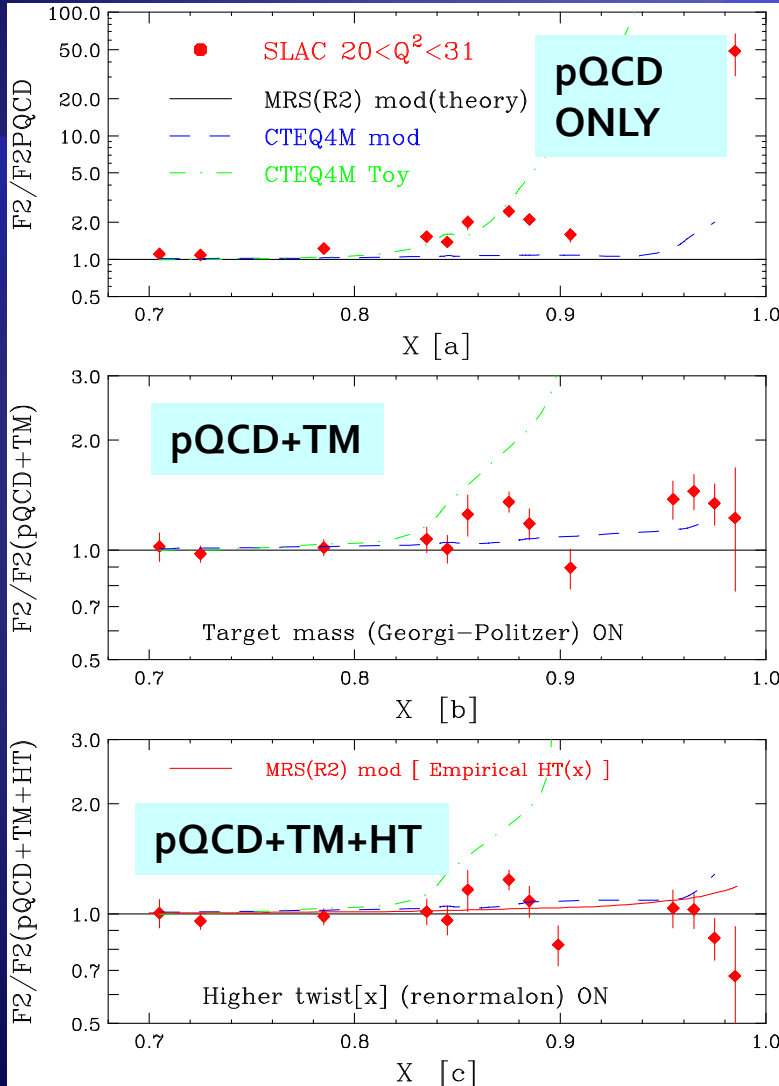 50.0
20.0
10.0
5.0
2.0
1.0
0.5
F2/F2PQCD
SLAC 20<Q²<31
MRS(R2) mod(theory)
CTEQ4M mod
CTEQ4M Toy
pQCD
ONLY
0.7 0.8 0.9 1.0
X [a]
3.0
2.0
1.0
0.7
0.5
F2/F2(pQCD+TM)
pQCD+TM
Target mass (Georgi-Politzer) ON
0.7 0.8 0.9 1.0
X [b]
3.0
2.0
1.0
0.7
0.5
F2/F2(pQCD+TM+HT)
MRS(R2) mod [ Empirical HT(x) ]
pQCD+TM+HT
Higher twist[x] (renormalon) ON
0.7 0.8 0.9 1.0
X [c]